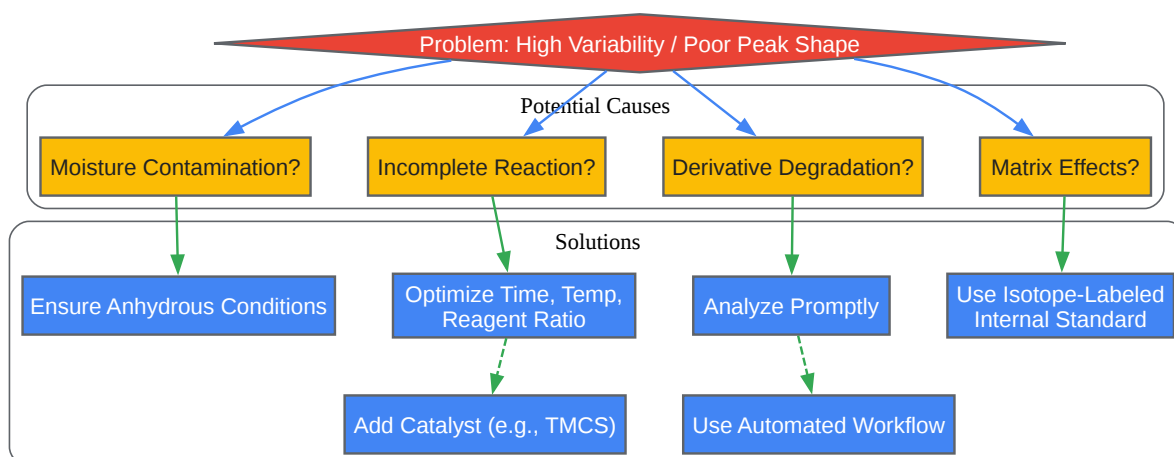 Problem: High Variability / Poor Peak Shape
Potential Causes
Moisture Contamination?
Incomplete Reaction?
Derivative Degradation?
Matrix Effects?
Solutions
Ensure Anhydrous Conditions
Optimize Time, Temp,
Reagent Ratio
Analyze Promptly
Use Isotope-Labeled
Internal Standard
Add Catalyst (e.g., TMCS)
Use Automated Workflow